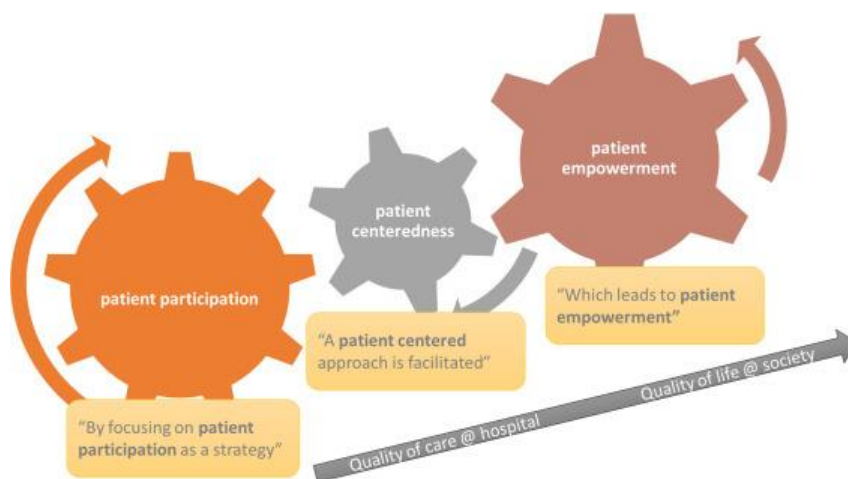 patient participation
patient
centeredness
patient
empowerment
“By focusing on patient
participation as a strategy”
“A patient centered
approach is facilitated”
“Which leads to patient
empowerment”
Quality of care @ hospital
Quality of life @ society